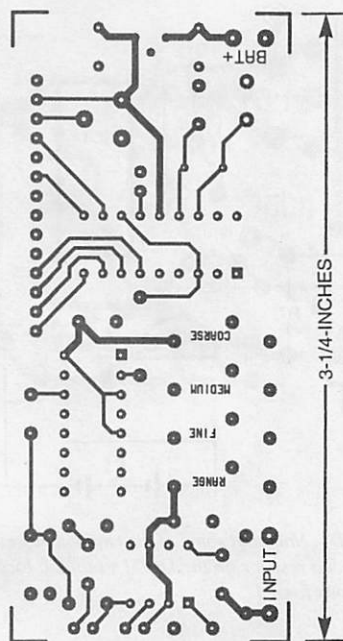 BAT+
COARSE
MEDIUM
FINE
RANGE
INPUT
3-1/4-INCHES